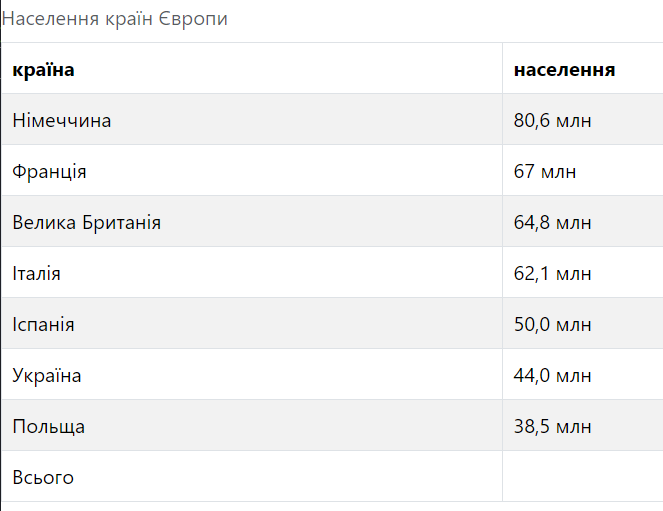 Населення країн Європи
країна населення
Німеччина 80,6 млн
Франція 67 млн
Велика Британія 64,8 млн
Італія 62,1 млн
Іспанія 50,0 млн
Україна 44,0 млн
Польща 38,5 млн
Всього